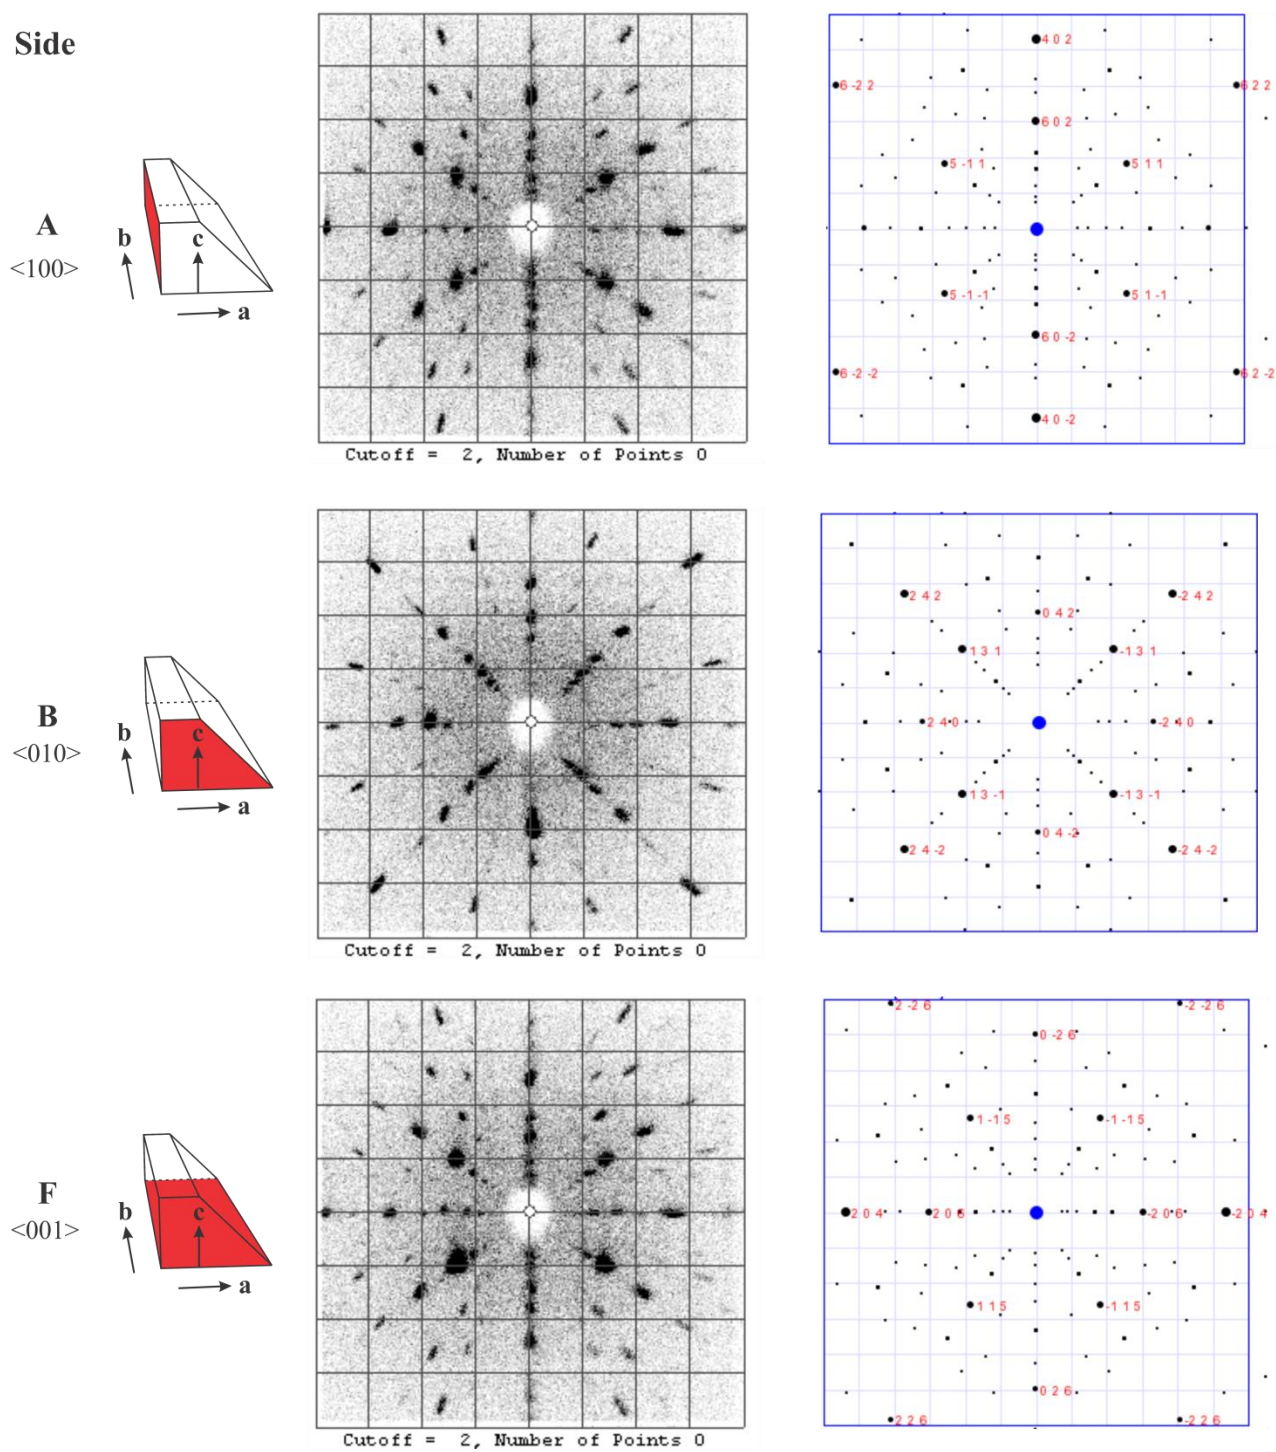 Side
A
<100>
b
c
a
Cutoff = 2, Number of Points 0
4 0 2
6 -2 2
6 2 2
6 0 2
5 -1 1
5 1 1
5 -1 -1
5 1 -1
6 0 -2
6 -2 -2
6 2 -2
4 0 -2
B
<010>
b
c
a
Cutoff = 2, Number of Points 0
2 4 2
-2 4 2
0 4 2
1 3 1
-1 3 1
2 4 0
-2 4 0
1 3 -1
-1 3 -1
0 4 -2
2 4 -2
-2 4 -2
F
<001>
b
c
a
Cutoff = 2, Number of Points 0
2 -2 6
-2 -2 6
0 -2 6
1 -1 5
-1 -1 5
2 0 4
2 0 6
-2 0 6
-2 0 4
1 1 5
-1 1 5
0 2 6
2 2 6
-2 2 6